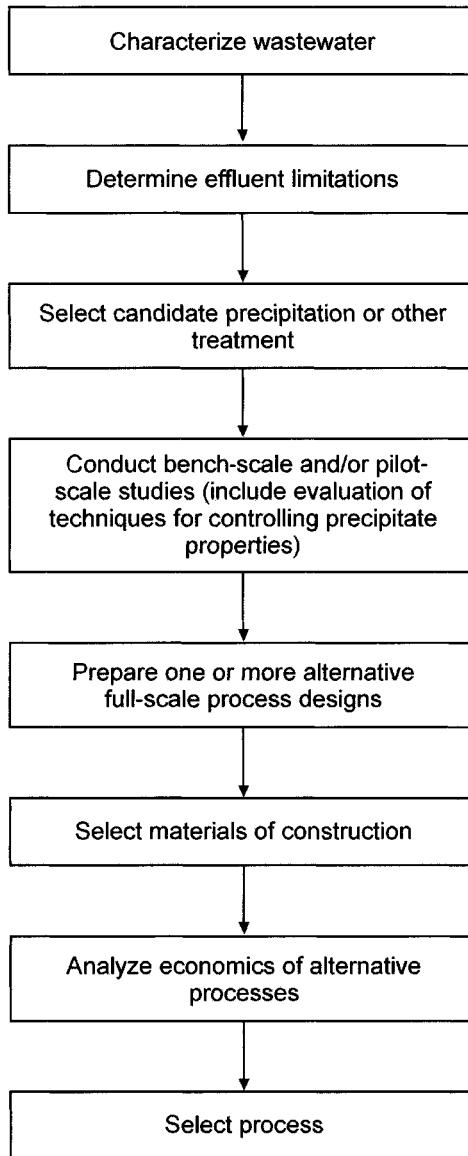 Characterize wastewater
Determine effluent limitations
Select candidate precipitation or other
treatment
Conduct bench-scale and/or pilot-
scale studies (include evaluation of
techniques for controlling precipitate
properties)
Prepare one or more alternative
full-scale process designs
Select materials of construction
Analyze economics of alternative
processes
Select process